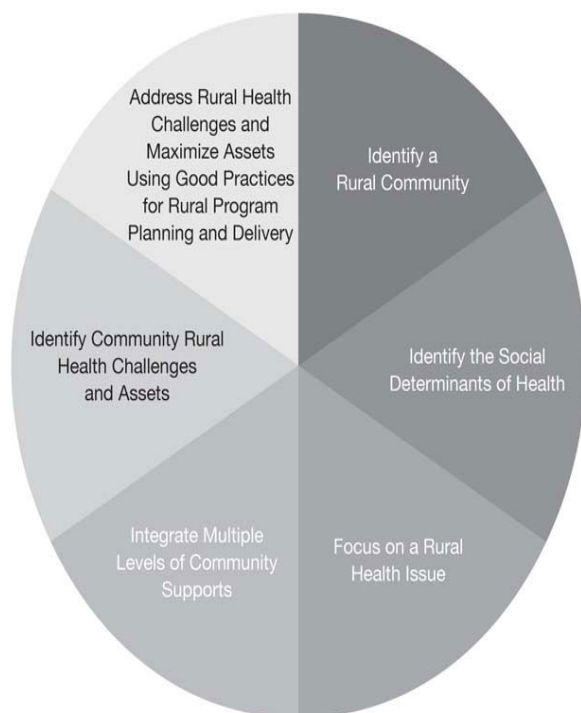 Address Rural Health
Challenges and
Maximize Assets
Using Good Practices
for Rural Program
Planning and Delivery
Identify a
Rural Community
Identify the Social
Determinants of Health
Focus on a Rural
Health Issue
Integrate Multiple
Levels of Community
Supports
Identify Community Rural
Health Challenges
and Assets